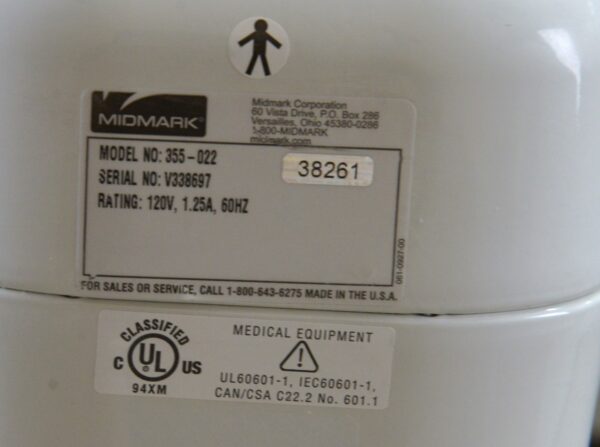 MIDMARK
Midmark Corporation
60 Vista Drive, P.O. Box 286
Versailles, Ohio 45380-0286
1-800-MIDMARK
midmark.com
MODEL NO: 355-022
SERIAL NO: V338697
RATING: 120V, 1.25A, 60HZ
38261
061-0927-00
FOR SALES OR SERVICE, CALL 1-800-643-6275 MADE IN THE U.S.A.
CLASSIFIED
C UL US
94XM
MEDICAL EQUIPMENT
UL60601-1, IEC60601-1,
CAN/CSA C22.2 No. 601.1